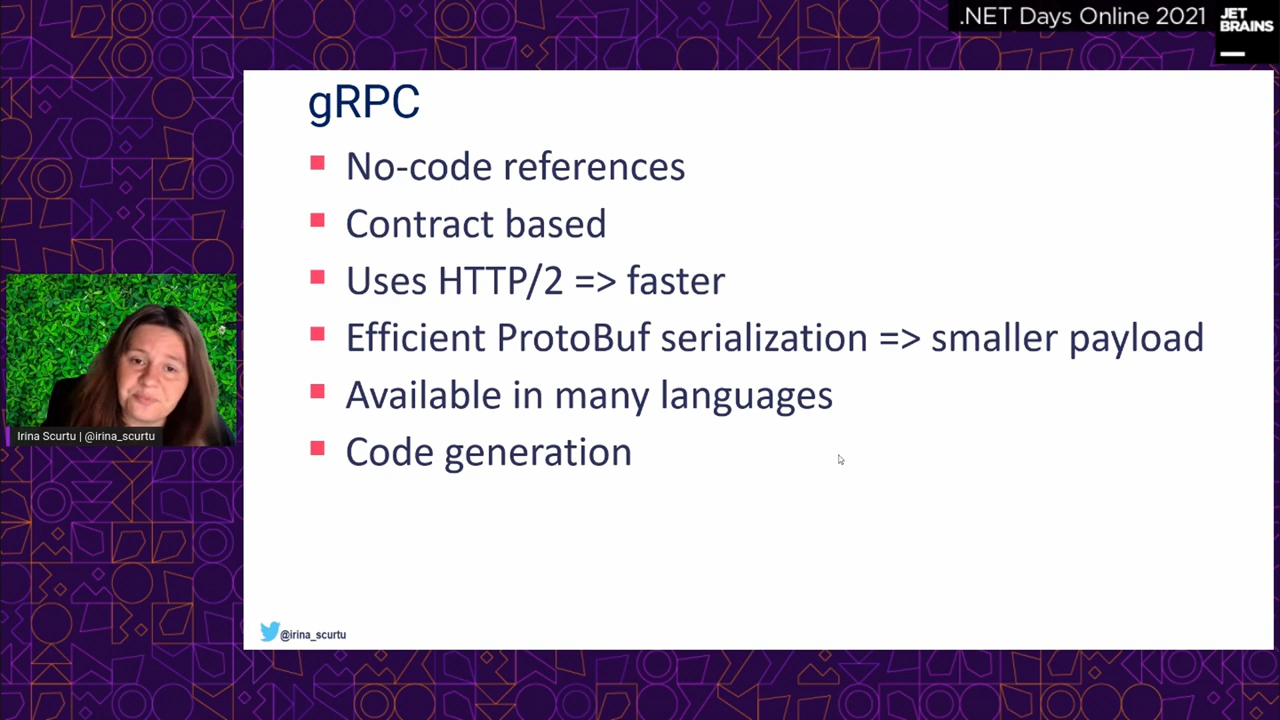 .NET Days Online 2021
JET
BRAINS
gRPC
No-code references
Contract based
Uses HTTP/2 => faster
Efficient ProtoBuf serialization => smaller payload
Available in many languages
Code generation
Irina Scurtu | @irina_scurtu
@irina_scurtu